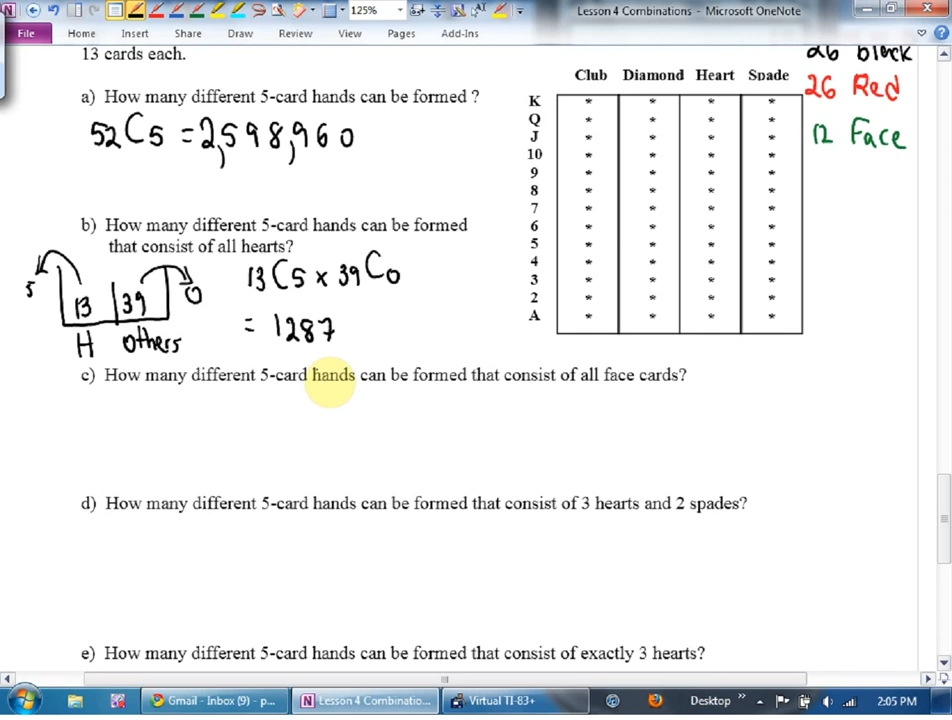 Lesson 4 Combinations - Microsoft OneNote
125%
File Home Insert Share Draw Review View Pages Add-Ins
13 cards each.
26 black
26 Red
12 Face
Club Diamond Heart Spade
K * * * *
Q * * * *
J * * * *
10 * * * *
9 * * * *
8 * * * *
7 * * * *
6 * * * *
5 * * * *
4 * * * *
3 * * * *
2 * * * *
A * * * *
a) How many different 5-card hands can be formed ?
52C5 = 2,598,960
b) How many different 5-card hands can be formed
that consist of all hearts?
5 13 39 0
H others
13C5 x 39C0
= 1287
c) How many different 5-card hands can be formed that consist of all face cards?
d) How many different 5-card hands can be formed that consist of 3 hearts and 2 spades?
e) How many different 5-card hands can be formed that consist of exactly 3 hearts?
Gmail - Google Chr... Lesson 4 Combinatio... Virtual TI-83+ Desktop 2:05 PM